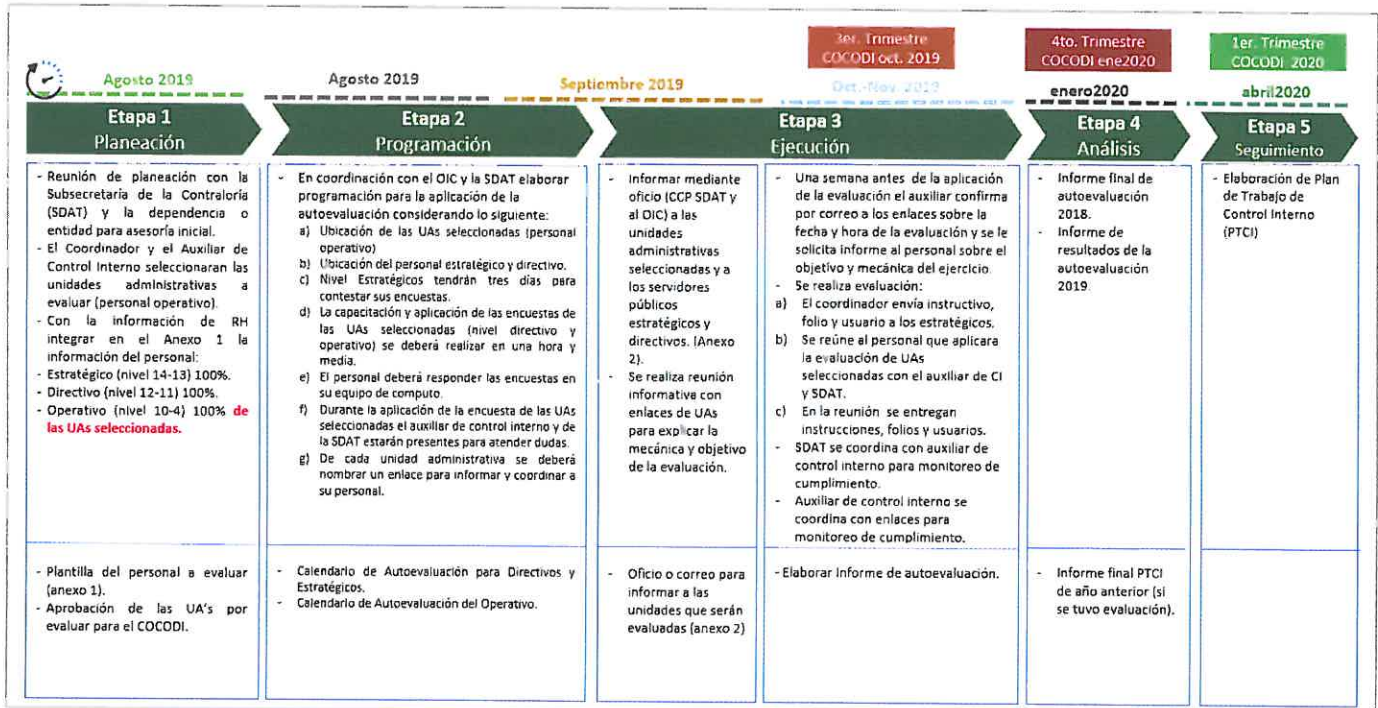 3er. Trimestre
COCODI oct. 2019
4to. Trimestre
COCODI ene2020
1er. Trimestre
COCODI 2020
Agosto 2019
Agosto 2019
Septiembre 2019
Oct.-Nov. 2019
enero2020
abril2020
Etapa 1
Planeación
Etapa 2
Programación
Etapa 3
Ejecución
Etapa 4
Análisis
Etapa 5
Seguimiento
- Reunión de planeación con la
Subsecretaría de la Contraloría
(SDAT) y la dependencia o
entidad para asesoría inicial.
- El Coordinador y el Auxiliar de
Control Interno seleccionaran las
unidades administrativas a
evaluar (personal operativo).
- Con la información de RH
integrar en el Anexo 1 la
información del personal:
- Estratégico (nivel 14-13) 100%.
- Directivo (nivel 12-11) 100%.
- Operativo (nivel 10-4) 100% de
las UAs seleccionadas.
- En coordinación con el OIC y la SDAT elaborar
programación para la aplicación de la
autoevaluación considerando lo siguiente:
a) Ubicación de las UAs seleccionadas (personal
operativo)
b) Ubicación del personal estratégico y directivo.
c) Nivel Estratégicos tendrán tres días para
contestar sus encuestas.
d) La capacitación y aplicación de las encuestas de
las UAs seleccionadas (nivel directivo y
operativo) se deberá realizar en una hora y
media.
e) El personal deberá responder las encuestas en
su equipo de computo.
f) Durante la aplicación de la encuesta de las UAs
seleccionadas el auxiliar de control interno y de
la SDAT estarán presentes para atender dudas.
g) De cada unidad administrativa se deberá
nombrar un enlace para informar y coordinar a
su personal.
- Informar mediante
oficio (CCP SDAT y
al OIC) a las
unidades
administrativas
seleccionadas y a
los servidores
públicos
estratégicos y
directivos. (Anexo
2).
- Se realiza reunión
informativa con
enlaces de UAs
para explicar la
mecánica y objetivo
de la evaluación.
- Una semana antes de la aplicación
de la evaluación el auxiliar confirma
por correo a los enlaces sobre la
fecha y hora de la evaluación y se le
solicita informe al personal sobre el
objetivo y mecánica del ejercicio.
- Se realiza evaluación:
a) El coordinador envía instructivo,
folio y usuario a los estratégicos.
b) Se reúne al personal que aplicara
la evaluación de UAs
seleccionadas con el auxiliar de CI
y SDAT.
c) En la reunión se entregan
instrucciones, folios y usuarios.
- SDAT se coordina con auxiliar de
control interno para monitoreo de
cumplimiento.
- Auxiliar de control interno se
coordina con enlaces para
monitoreo de cumplimiento.
- Informe final de
autoevaluación
2018.
- Informe de
resultados de la
autoevaluación
2019.
- Elaboración de Plan
de Trabajo de
Control Interno
(PTCI)
- Plantilla del personal a evaluar
(anexo 1).
- Aprobación de las UA's por
evaluar para el COCODI.
- Calendario de Autoevaluación para Directivos y
Estratégicos.
- Calendario de Autoevaluación del Operativo.
- Oficio o correo para
informar a las
unidades que serán
evaluadas (anexo 2)
- Elaborar Informe de autoevaluación.
- Informe final PTCI
de año anterior (si
se tuvo evaluación).